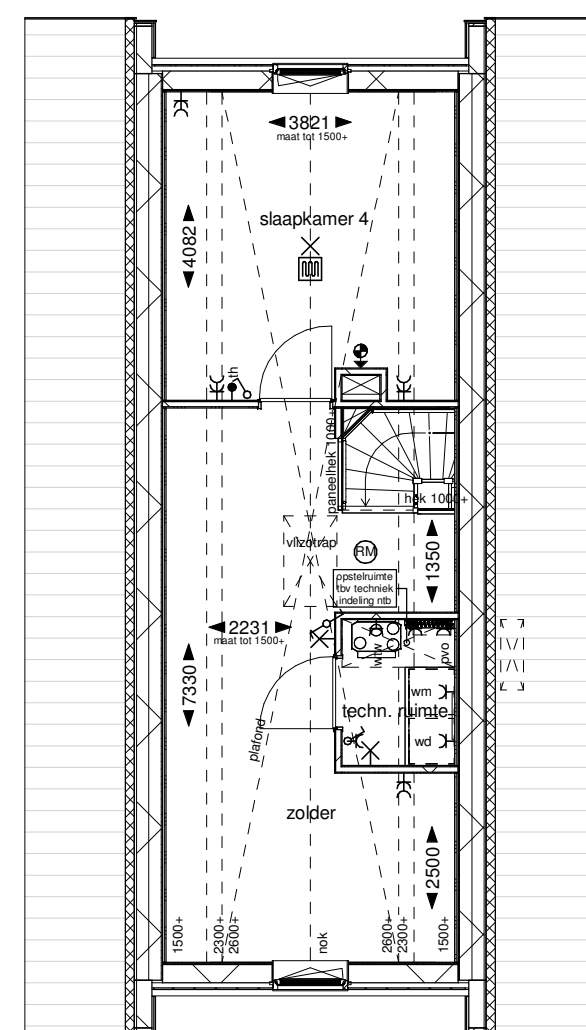 3821
maat tot 1500+
slaapkamer 4
4082
th
paneelhek 1000+
hek 1000+
vlizotrap
RM
1350
opstelruimte
tbv techniek
indeling ntb
2231
maat tot 1500+
wtw
pvo
7330
wm
techn. ruimte
plafond
wd
zolder
2500
1500+
2300+
2600+
nok
2600+
2300+
1500+